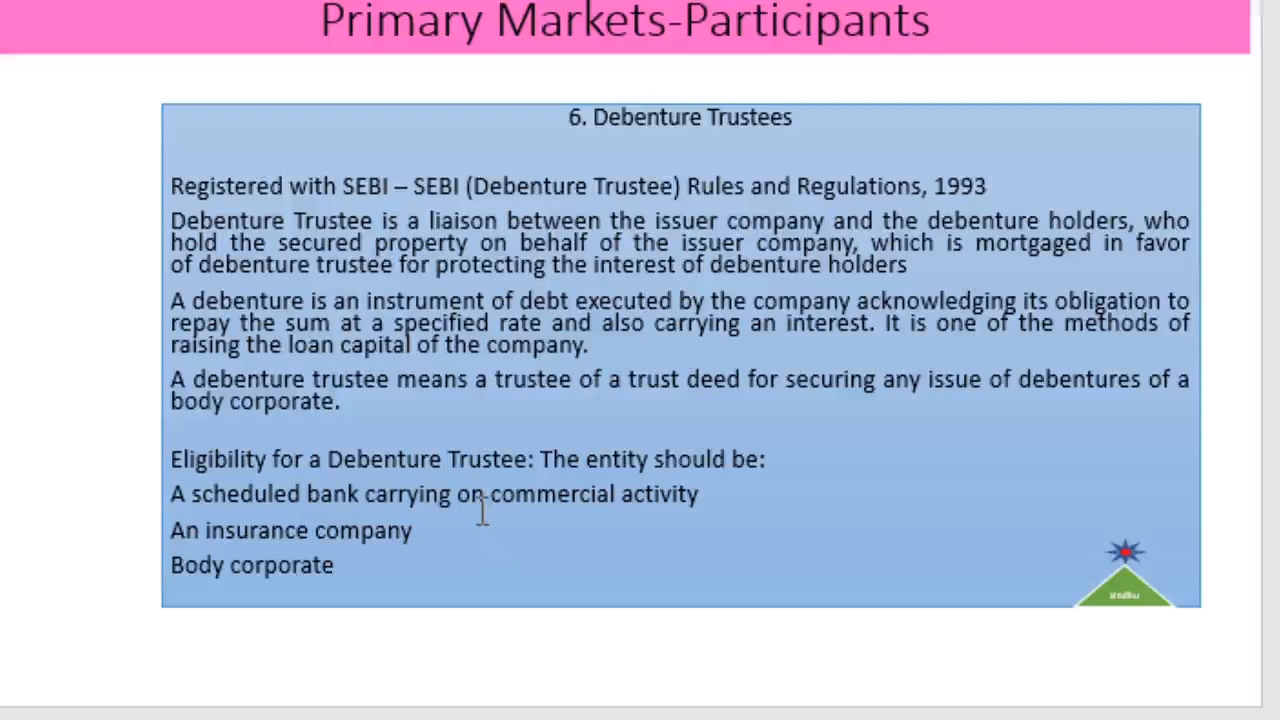 Primary Markets-Participants
6. Debenture Trustees
Registered with SEBI – SEBI (Debenture Trustee) Rules and Regulations, 1993
Debenture Trustee is a liaison between the issuer company and the debenture holders, who
hold the secured property on behalf of the issuer company, which is mortgaged in favor
of debenture trustee for protecting the interest of debenture holders
A debenture is an instrument of debt executed by the company acknowledging its obligation to
repay the sum at a specified rate and also carrying an interest. It is one of the methods of
raising the loan capital of the company.
A debenture trustee means a trustee of a trust deed for securing any issue of debentures of a
body corporate.
Eligibility for a Debenture Trustee: The entity should be:
A scheduled bank carrying on commercial activity
An insurance company
Body corporate